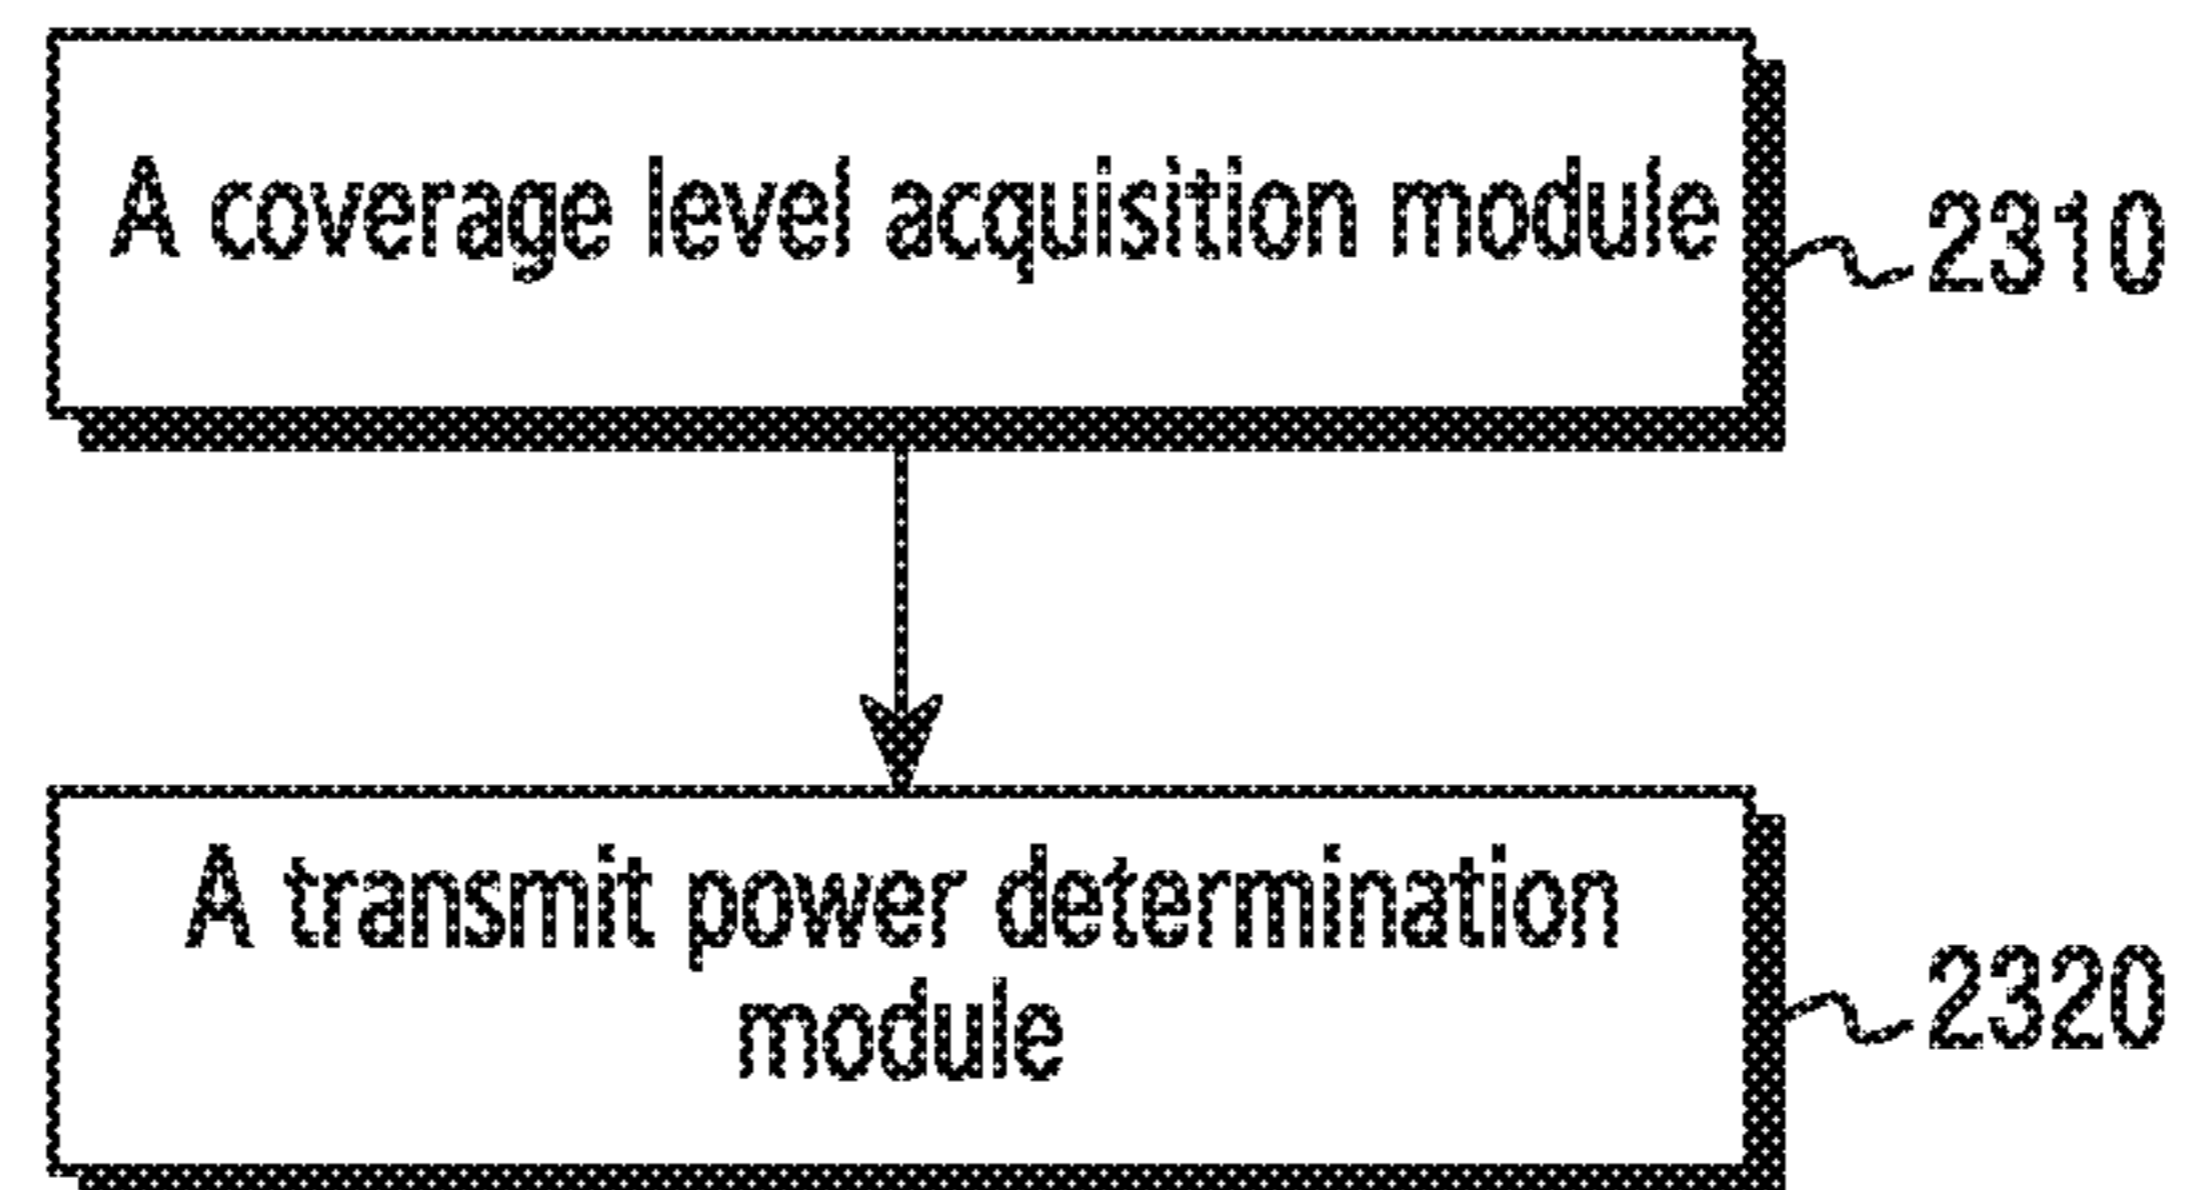 A coverage level acquisition module
2310
A transmit power determination
module
2320